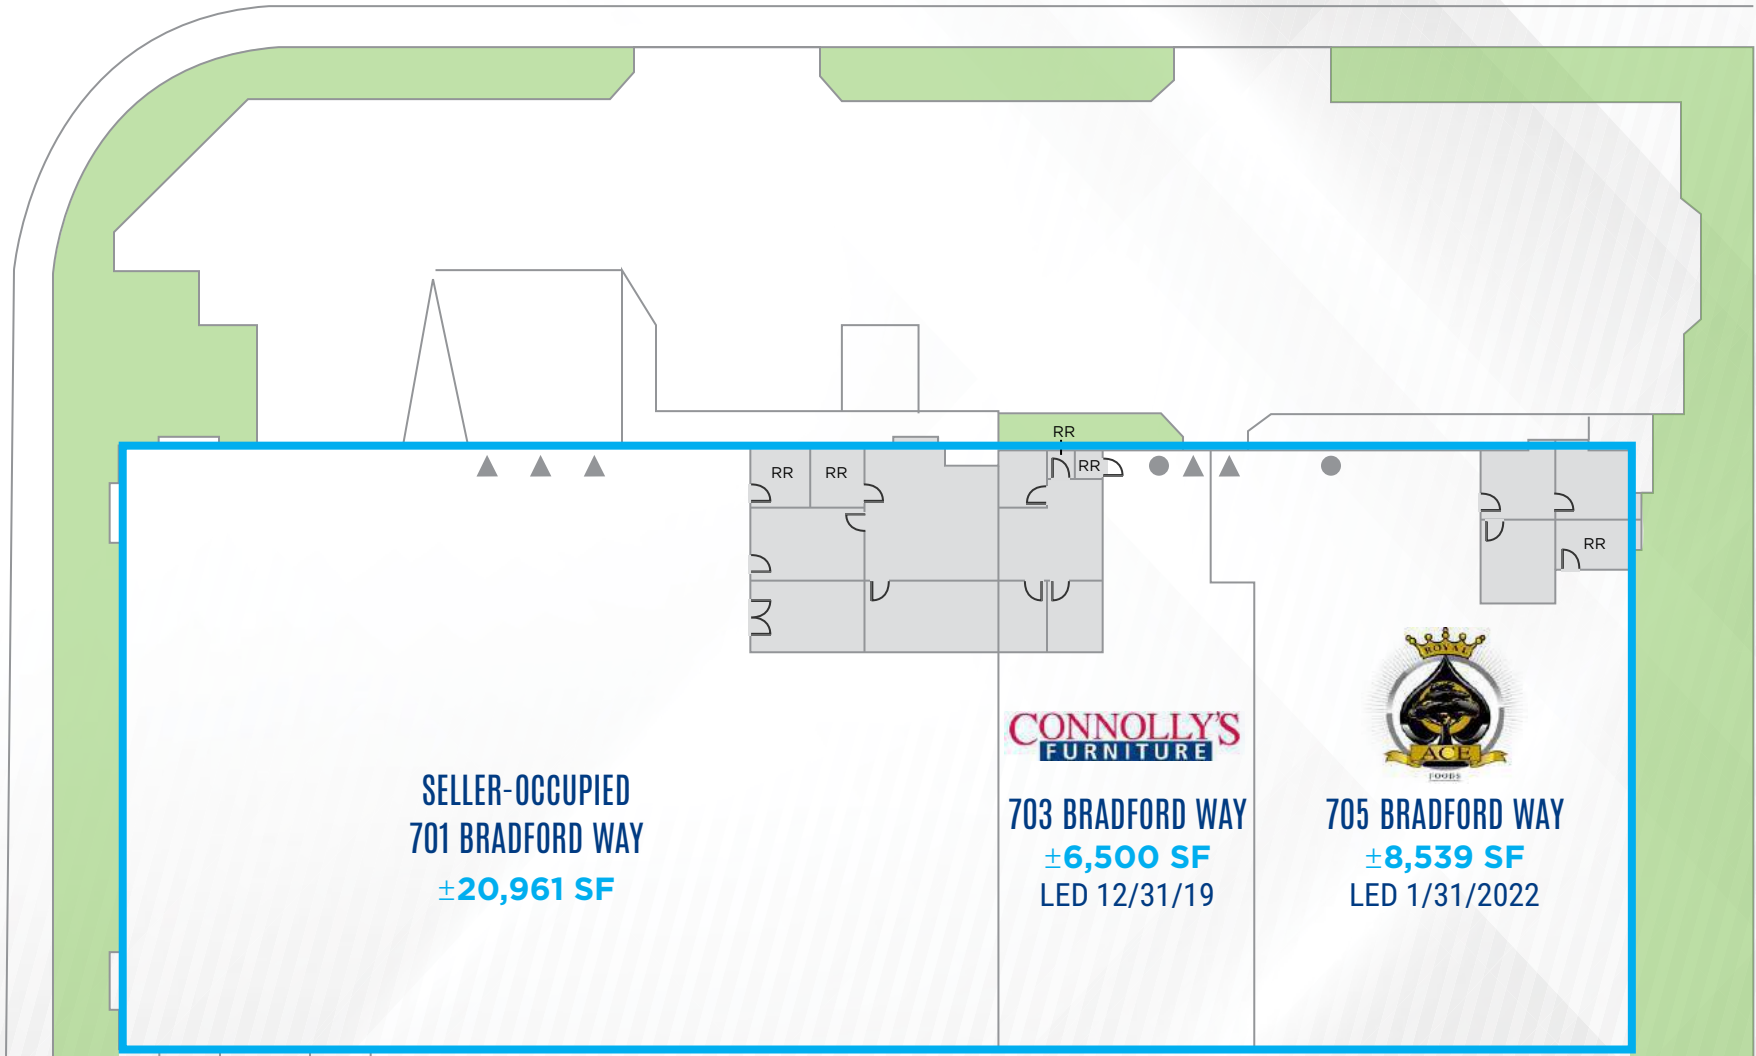 RR
RR
RR
RR
RR
ROYAL
ACE
FOODS
CONNOLLY'S
FURNITURE
SELLER-OCCUPIED
701 BRADFORD WAY
±20,961 SF
703 BRADFORD WAY
±6,500 SF
LED 12/31/19
705 BRADFORD WAY
±8,539 SF
LED 1/31/2022